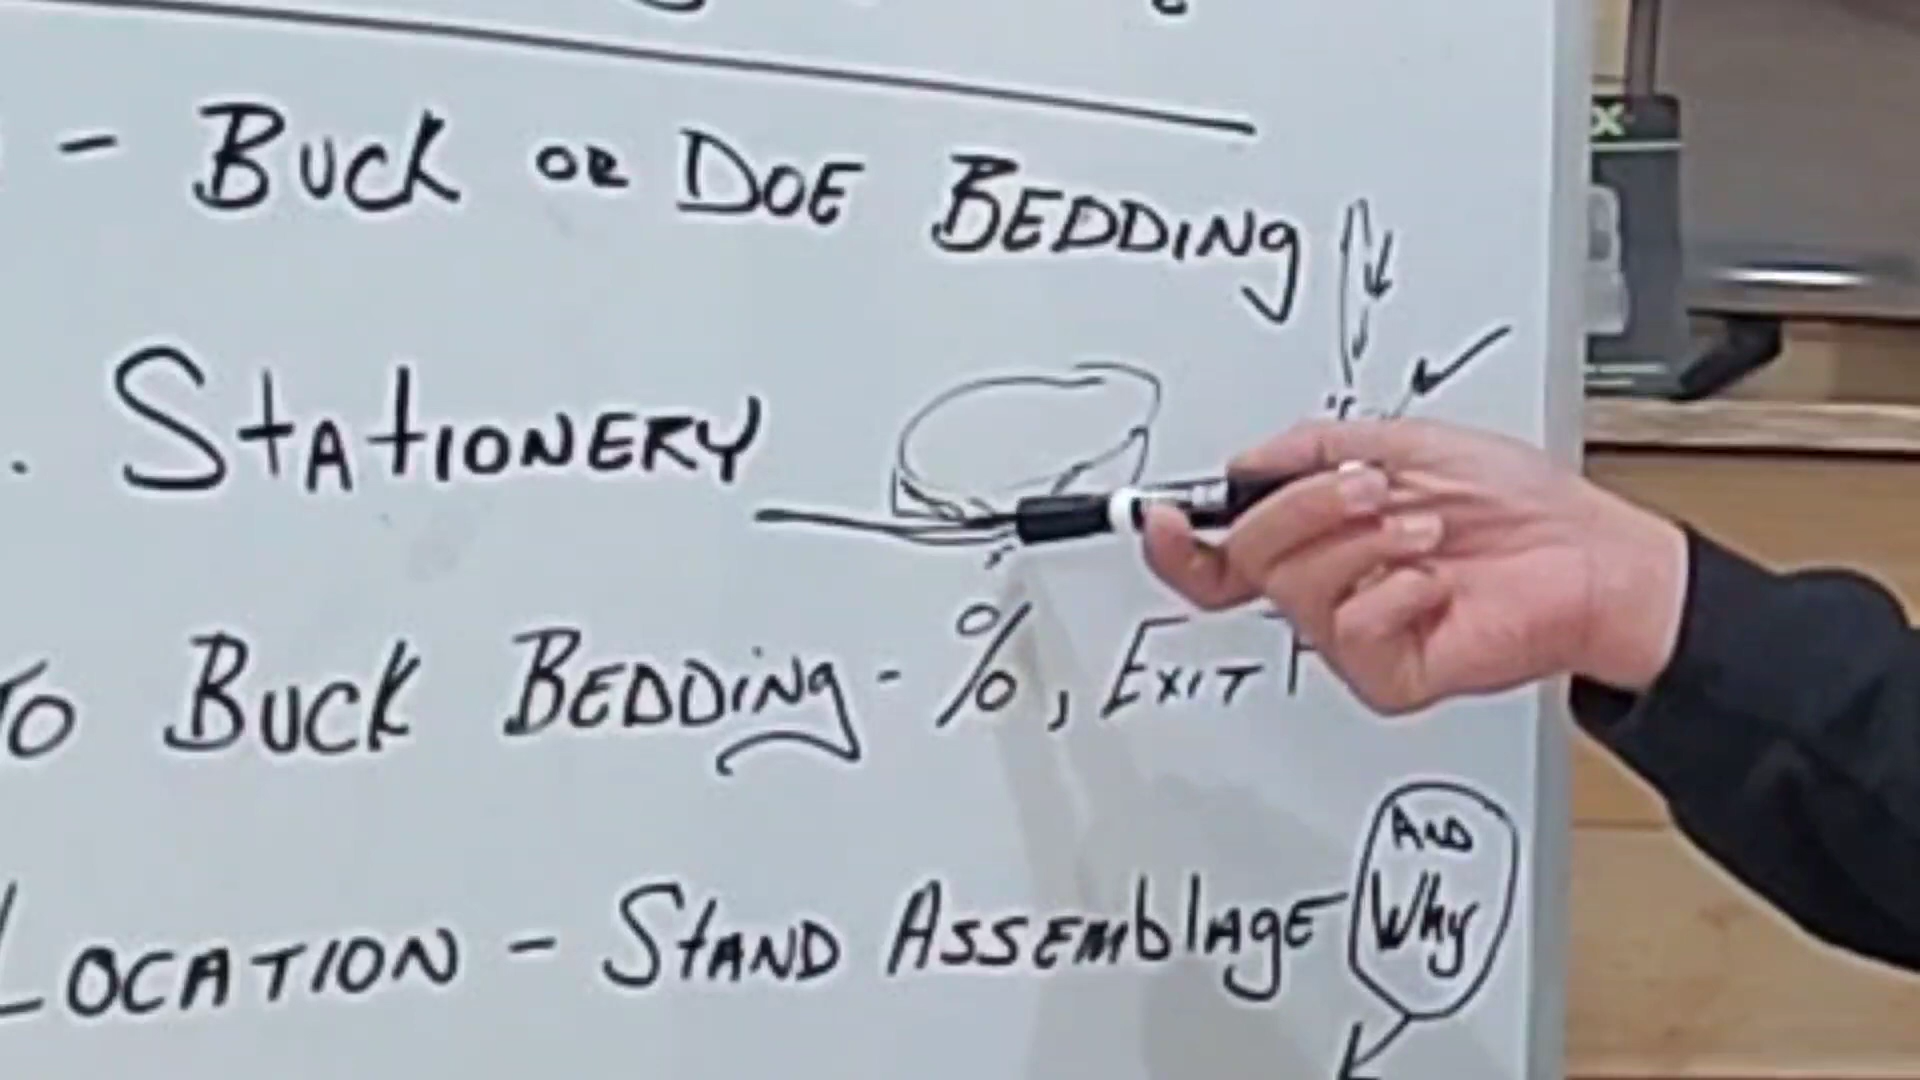 - Buck OR DOE BEDDING
. StAtIONERY
TO BUCK BEDDiNg - %, EXIT
LOCATION - StAND ASSEMblAgE
AND
Why